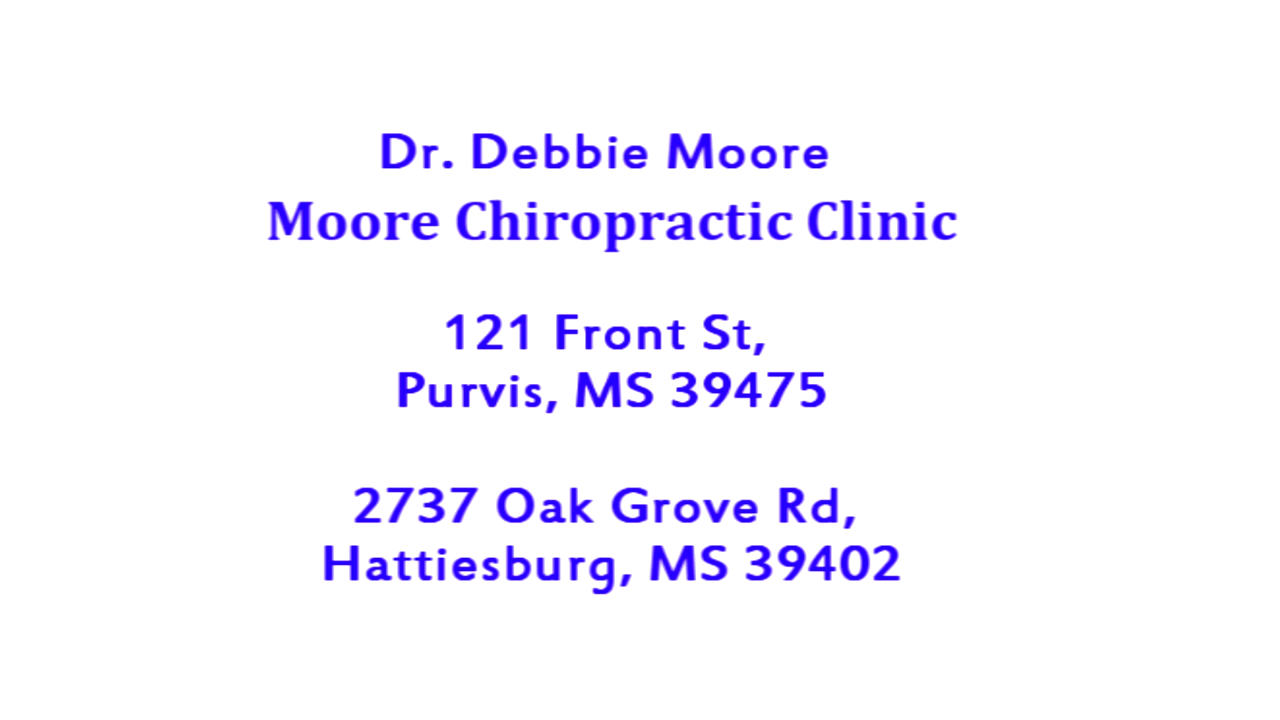 Dr. Debbie Moore
Moore Chiropractic Clinic
121 Front St,
Purvis, MS 39475
2737 Oak Grove Rd,
Hattiesburg, MS 39402